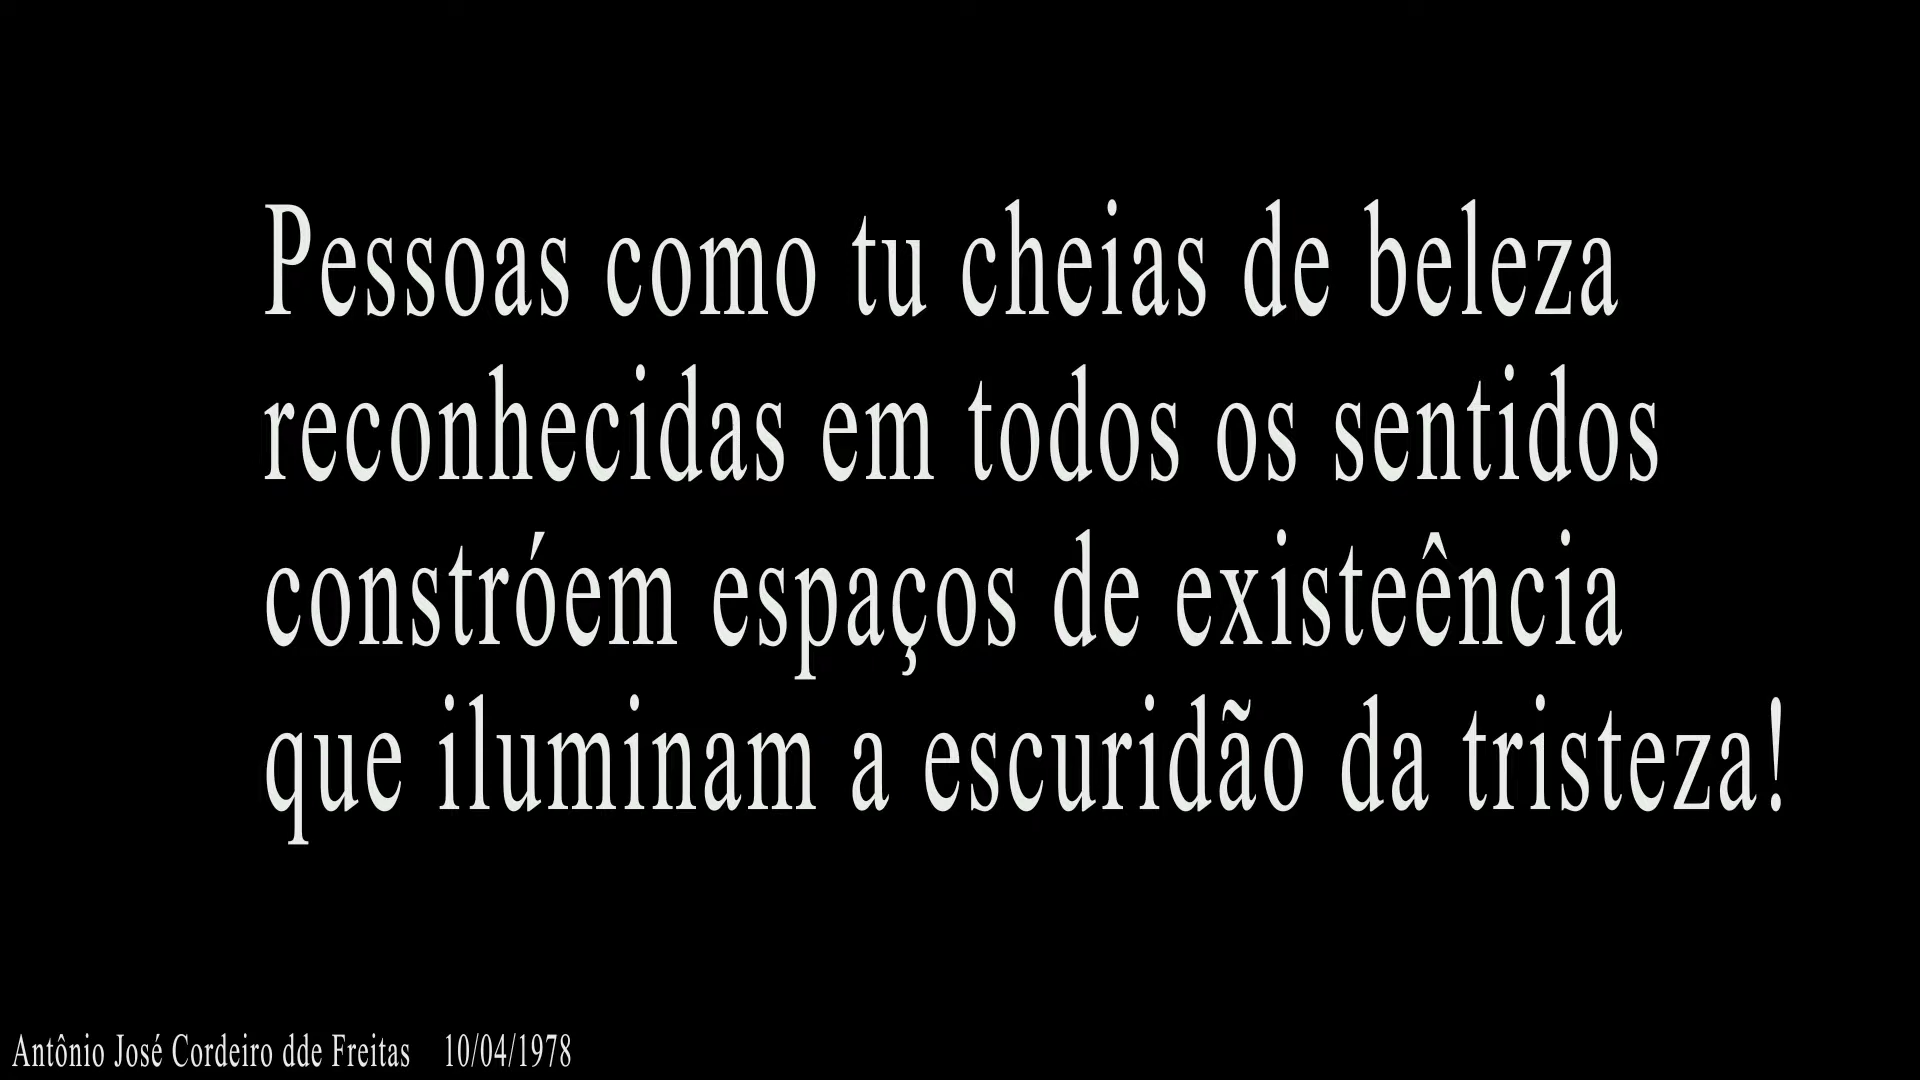 Pessoas como tu cheias de beleza
reconhecidas em todos os sentidos
constróem espaços de existeência
que iluminam a escuridão da tristeza!
Antônio José Cordeiro dde Freitas 10/04/1978